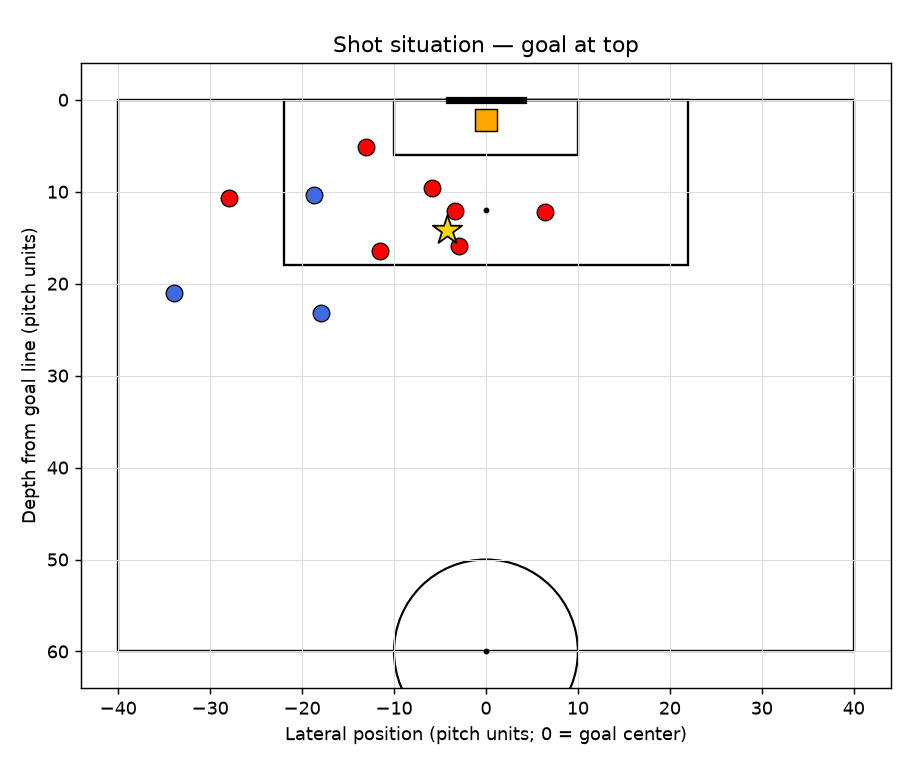 Shot situation — goal at top
Depth from goal line (pitch units)
0
10
20
30
40
50
60
−40 −30 −20 −10 0 10 20 30 40
Lateral position (pitch units; 0 = goal center)